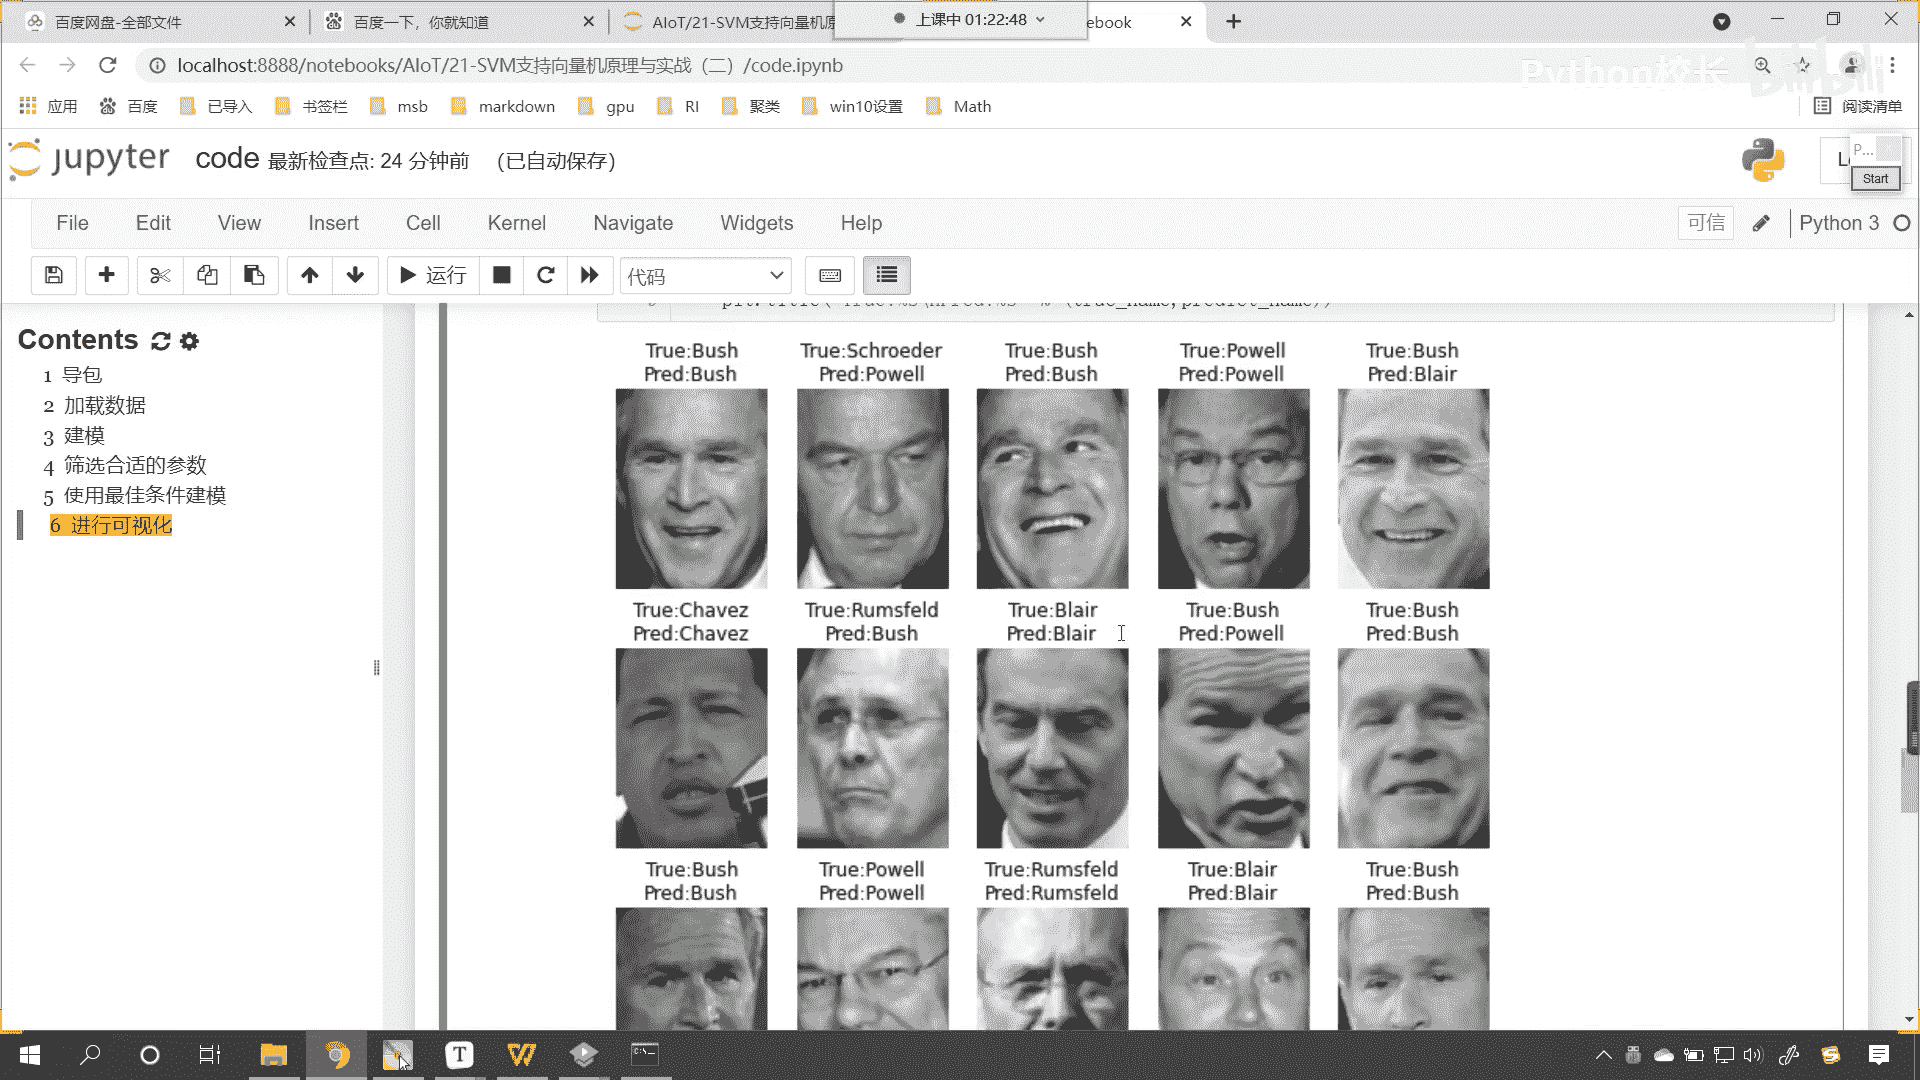 百度网盘-全部文件
百度一下，你就知道
AIoT/21-SVM支持向量机原
上课中 01:22:48
ebook
localhost:8888/notebooks/AIoT/21-SVM支持向量机原理与实战（二）/code.ipynb
Python校长
bilibili
应用 百度 已导入 书签栏 msb markdown gpu RI 聚类 win10设置 Math 阅读清单
jupyter code 最新检查点: 24 分钟前 （已自动保存）
P...
Start
File Edit View Insert Cell Kernel Navigate Widgets Help 可信 Python 3
运行 代码
Contents
1 导包
2 加载数据
3 建模
4 筛选合适的参数
5 使用最佳条件建模
6 进行可视化
True:Bush True:Schroeder True:Bush True:Powell True:Bush
Pred:Bush Pred:Powell Pred:Bush Pred:Powell Pred:Blair
True:Chavez True:Rumsfeld True:Blair True:Bush True:Bush
Pred:Chavez Pred:Bush Pred:Blair Pred:Powell Pred:Bush
True:Bush True:Powell True:Rumsfeld True:Blair True:Bush
Pred:Bush Pred:Powell Pred:Rumsfeld Pred:Blair Pred:Bush